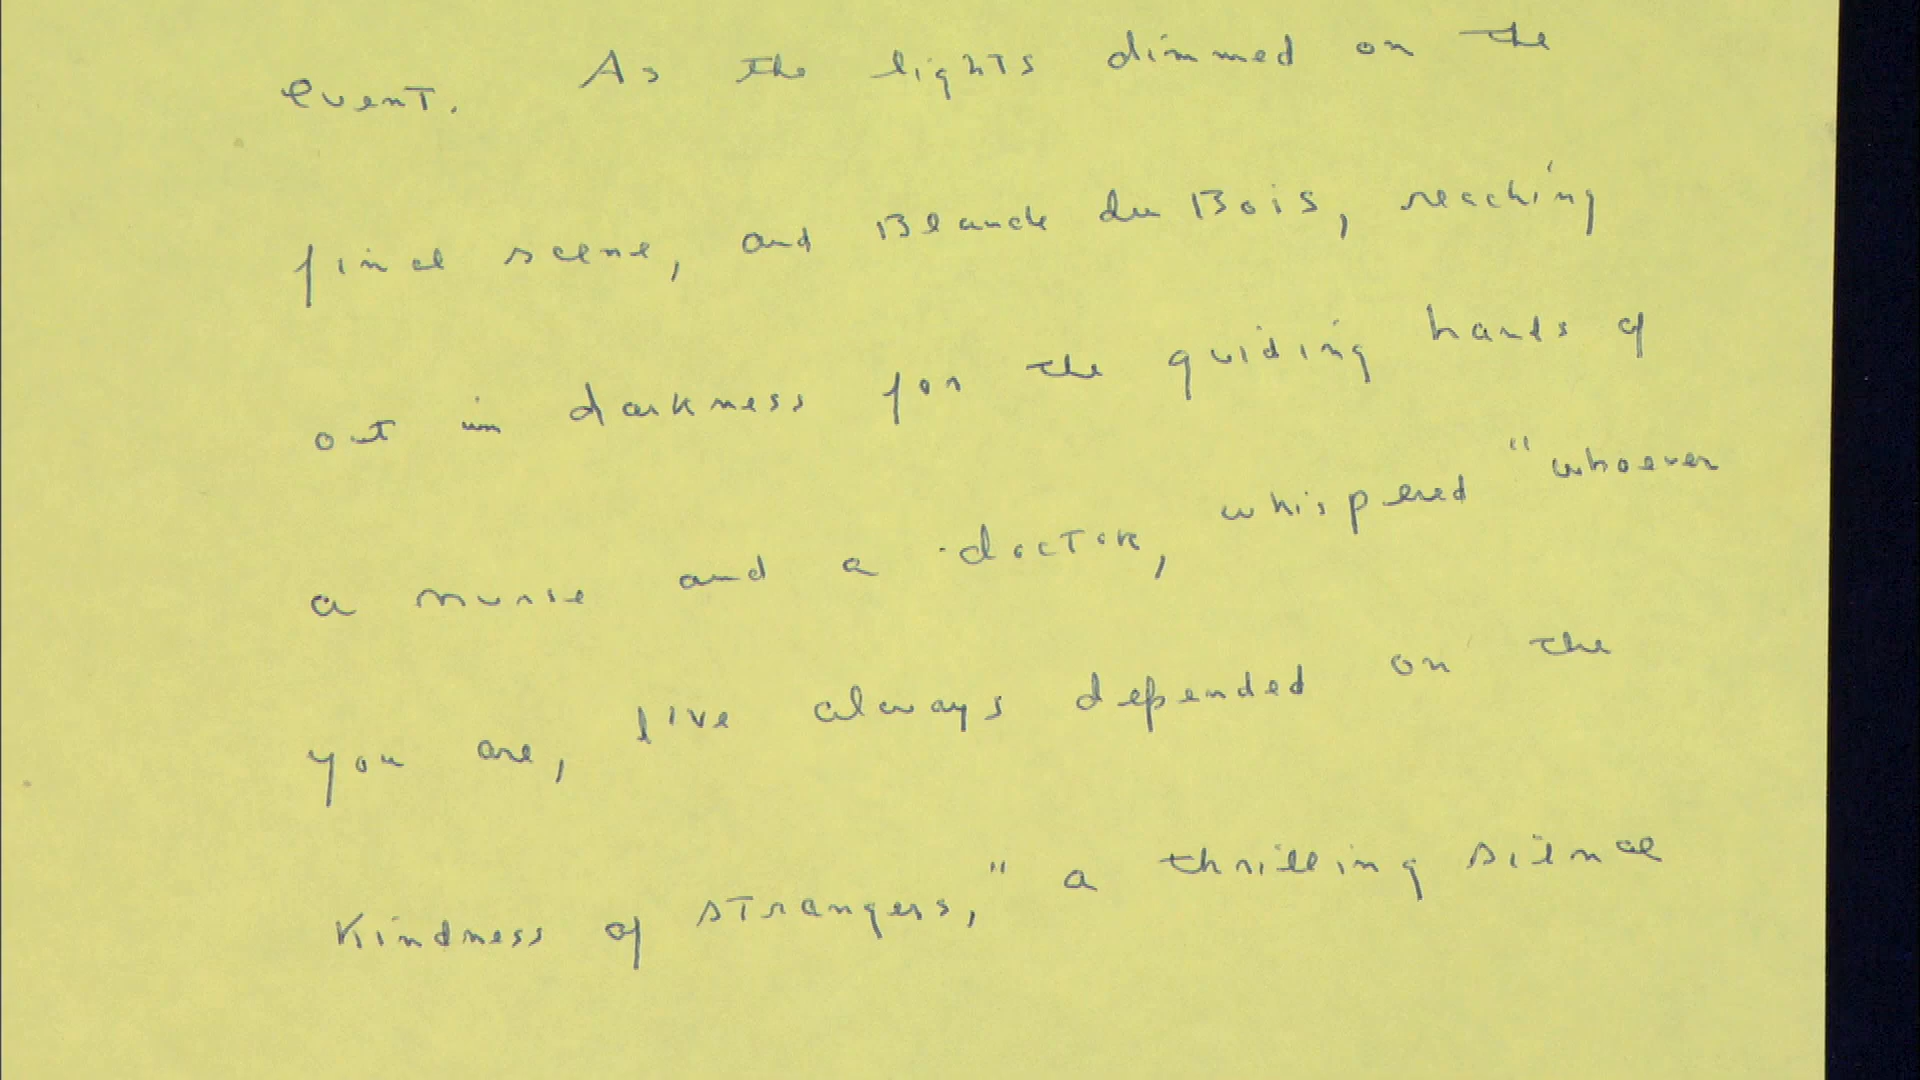 event. As the lights dimmed on the
final scene, and Blanche du Bois, reaching
out in darkness for the guiding hands of
a nurse and a doctor, whispered "whoever
you are, I've always depended on the
Kindness of strangers," a thrilling silence